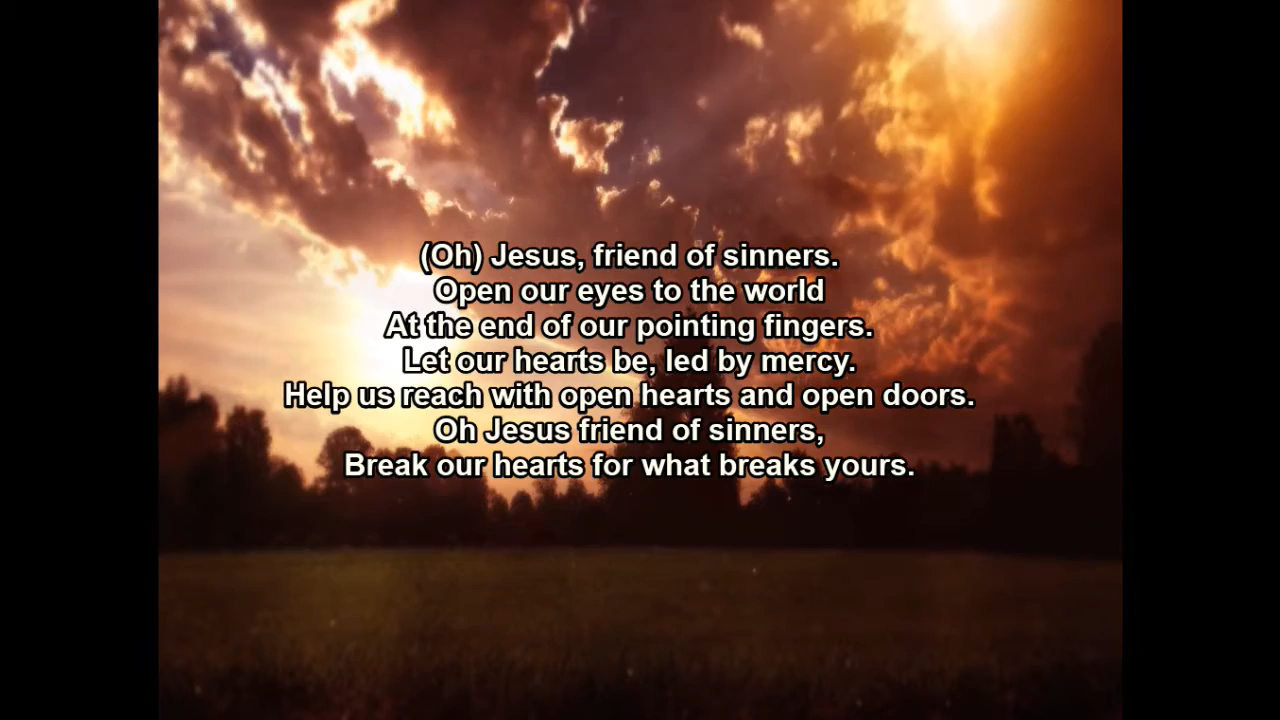 (Oh) Jesus, friend of sinners.
Open our eyes to the world
At the end of our pointing fingers.
Let our hearts be, led by mercy.
Help us reach with open hearts and open doors.
Oh Jesus friend of sinners,
Break our hearts for what breaks yours.